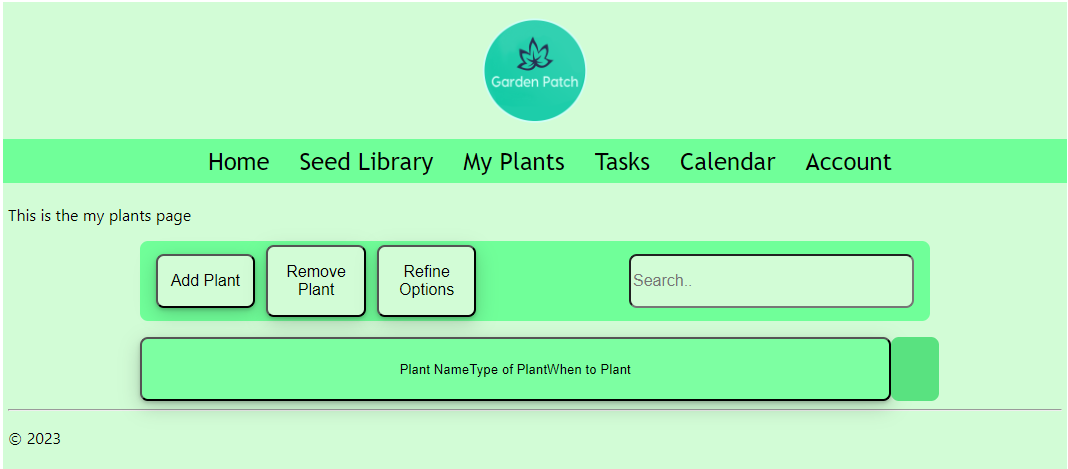 Garden Patch
Home Seed Library My Plants Tasks Calendar Account
This is the my plants page
Add Plant
Remove
Plant
Refine
Options
Search..
Plant NameType of PlantWhen to Plant
© 2023